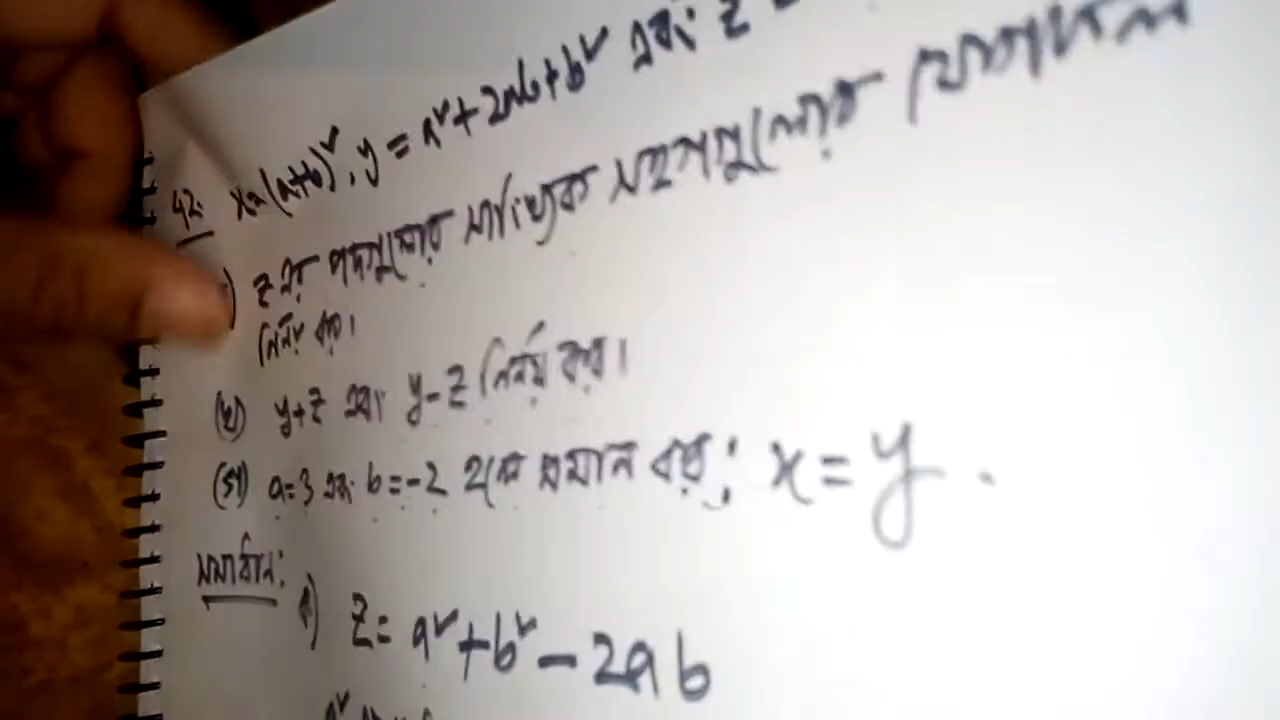 42. x=(a+b)², y = a²+2ab+b² এবং z =
z এর পদগুলোর সাংখ্যিক সহগগুলোর যোগফল
নির্ণয় কর।
(খ) y+z এবং y-z নির্ণয় কর।
(গ) a=3 এবং b=-2 হলে প্রমান কর; x=y.
সমাধান:
ক) z= a²+b²-2ab